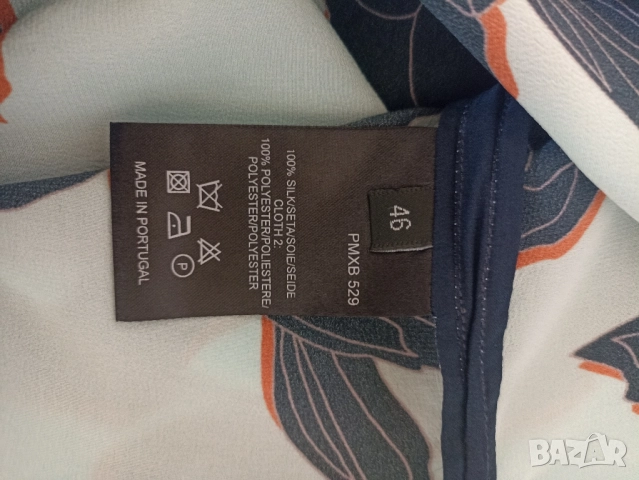 46
PMXB 529
100% SILK/SETA/SOIE/SEIDE
CLOTH 2:
100% POLYESTER/POLIESTERE/
POLYESTER/POLYESTER
P
MADE IN PORTUGAL
BAZAR